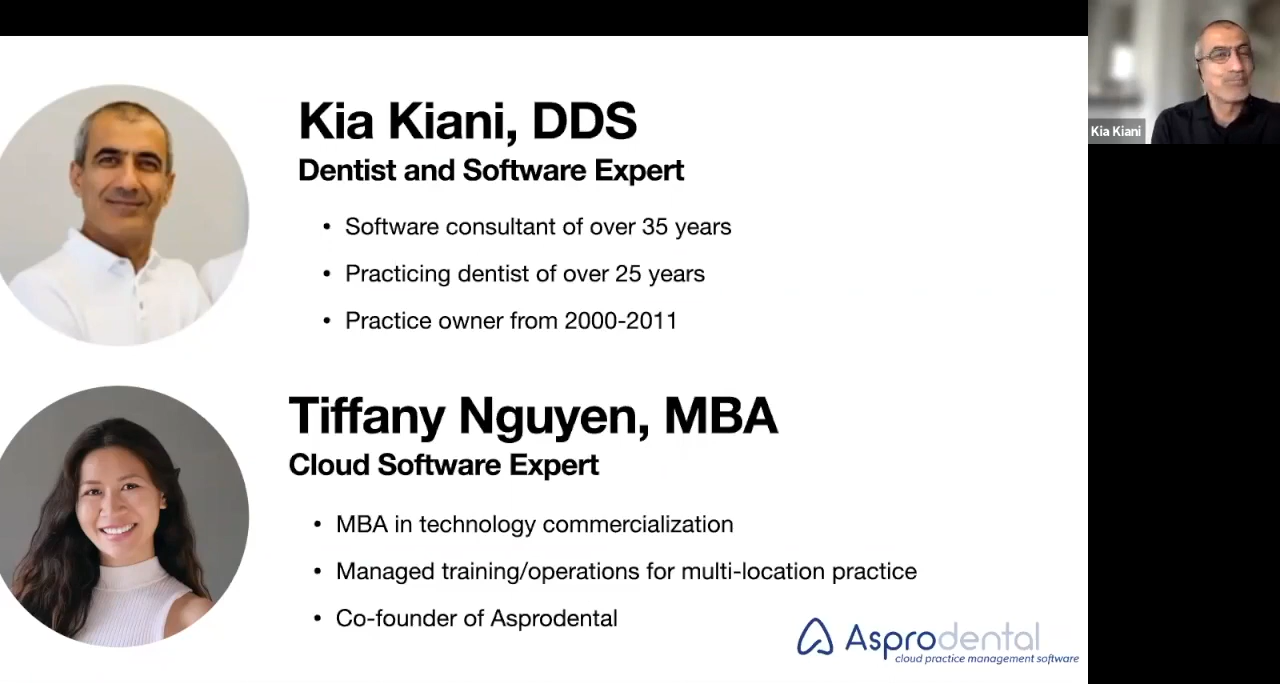 Kia Kiani, DDS
Dentist and Software Expert
• Software consultant of over 35 years
• Practicing dentist of over 25 years
• Practice owner from 2000-2011
Tiffany Nguyen, MBA
Cloud Software Expert
• MBA in technology commercialization
• Managed training/operations for multi-location practice
• Co-founder of Asprodental
Asprodental
cloud practice management software
Kia Kiani